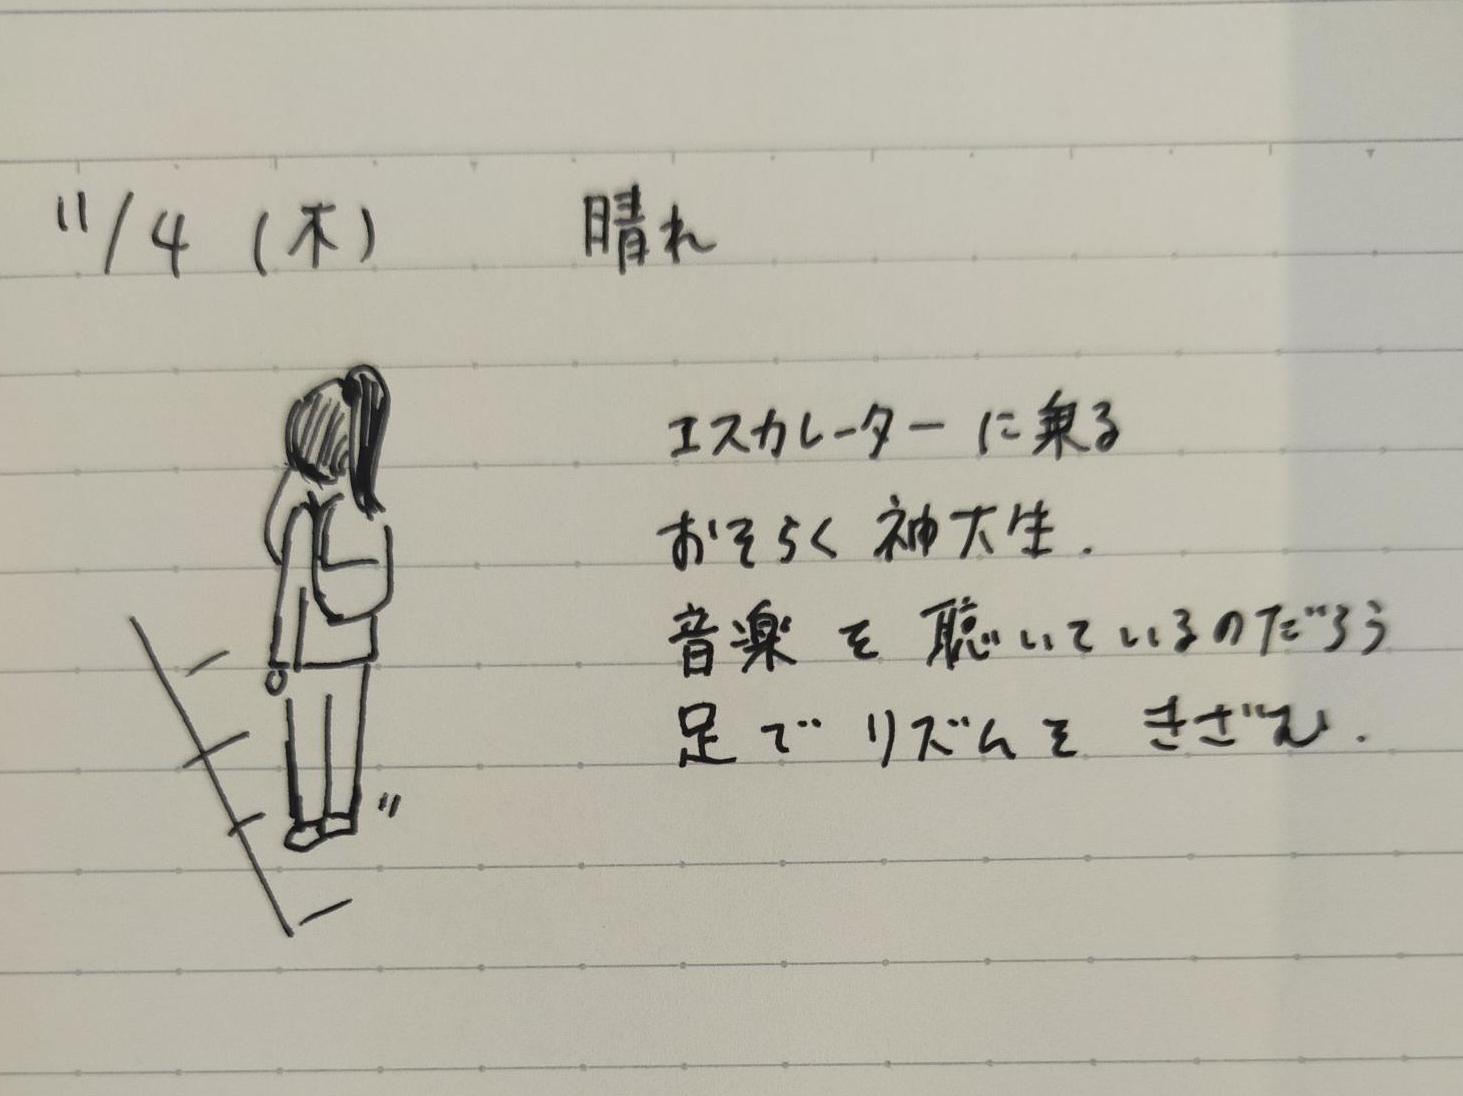 11/4 (木) 晴れ
エスカレーターに乗る
おそらく神大生.
音楽を聴いているのだろう
足でリズムをきざむ.